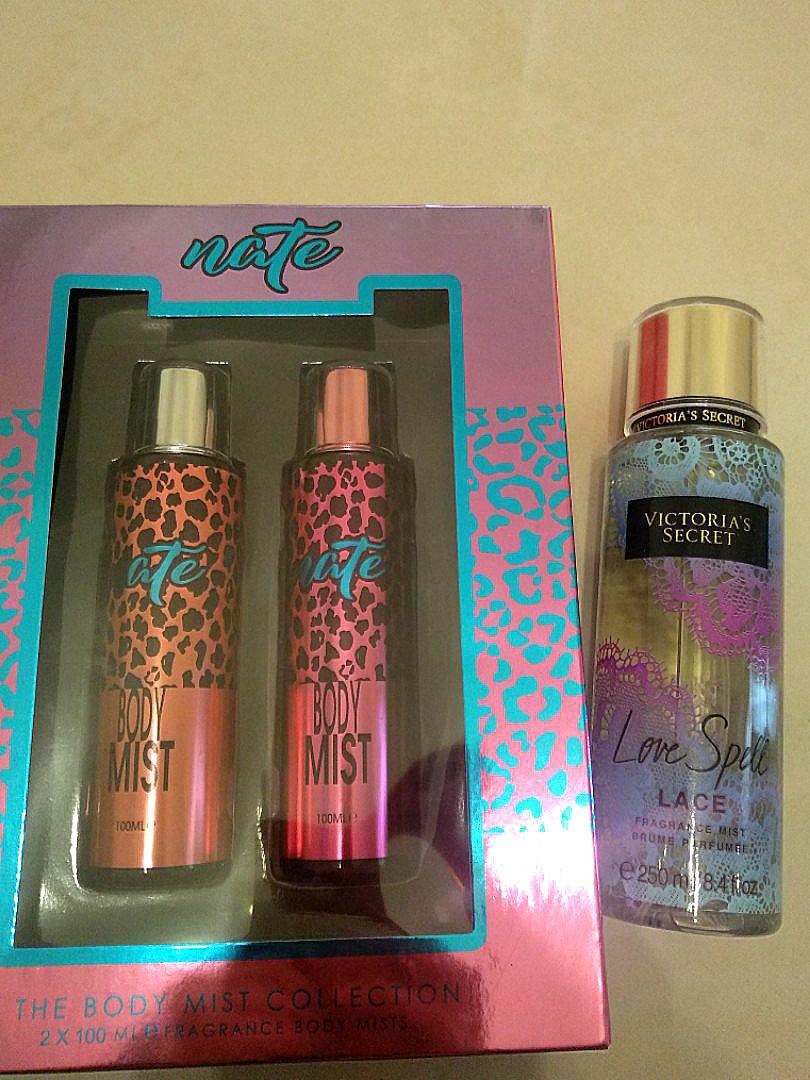 nate
nate
BODY
MIST
100ML℮
nate
BODY
MIST
100ML℮
THE BODY MIST COLLECTION
2 X 100 ML ℮ FRAGRANCE BODY MISTS
VICTORIA'S SECRET
VICTORIA'S
SECRET
Love Spell
LACE
FRAGRANCE MIST
BRUME PARFUMÉE
℮ 250 ml / 8.4 fl oz